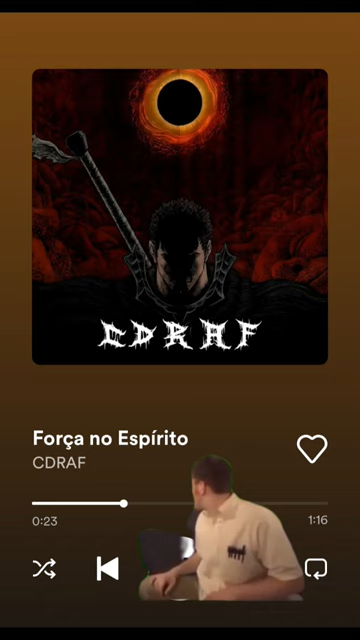 CDRAF
Força no Espírito
CDRAF
0:23
1:16